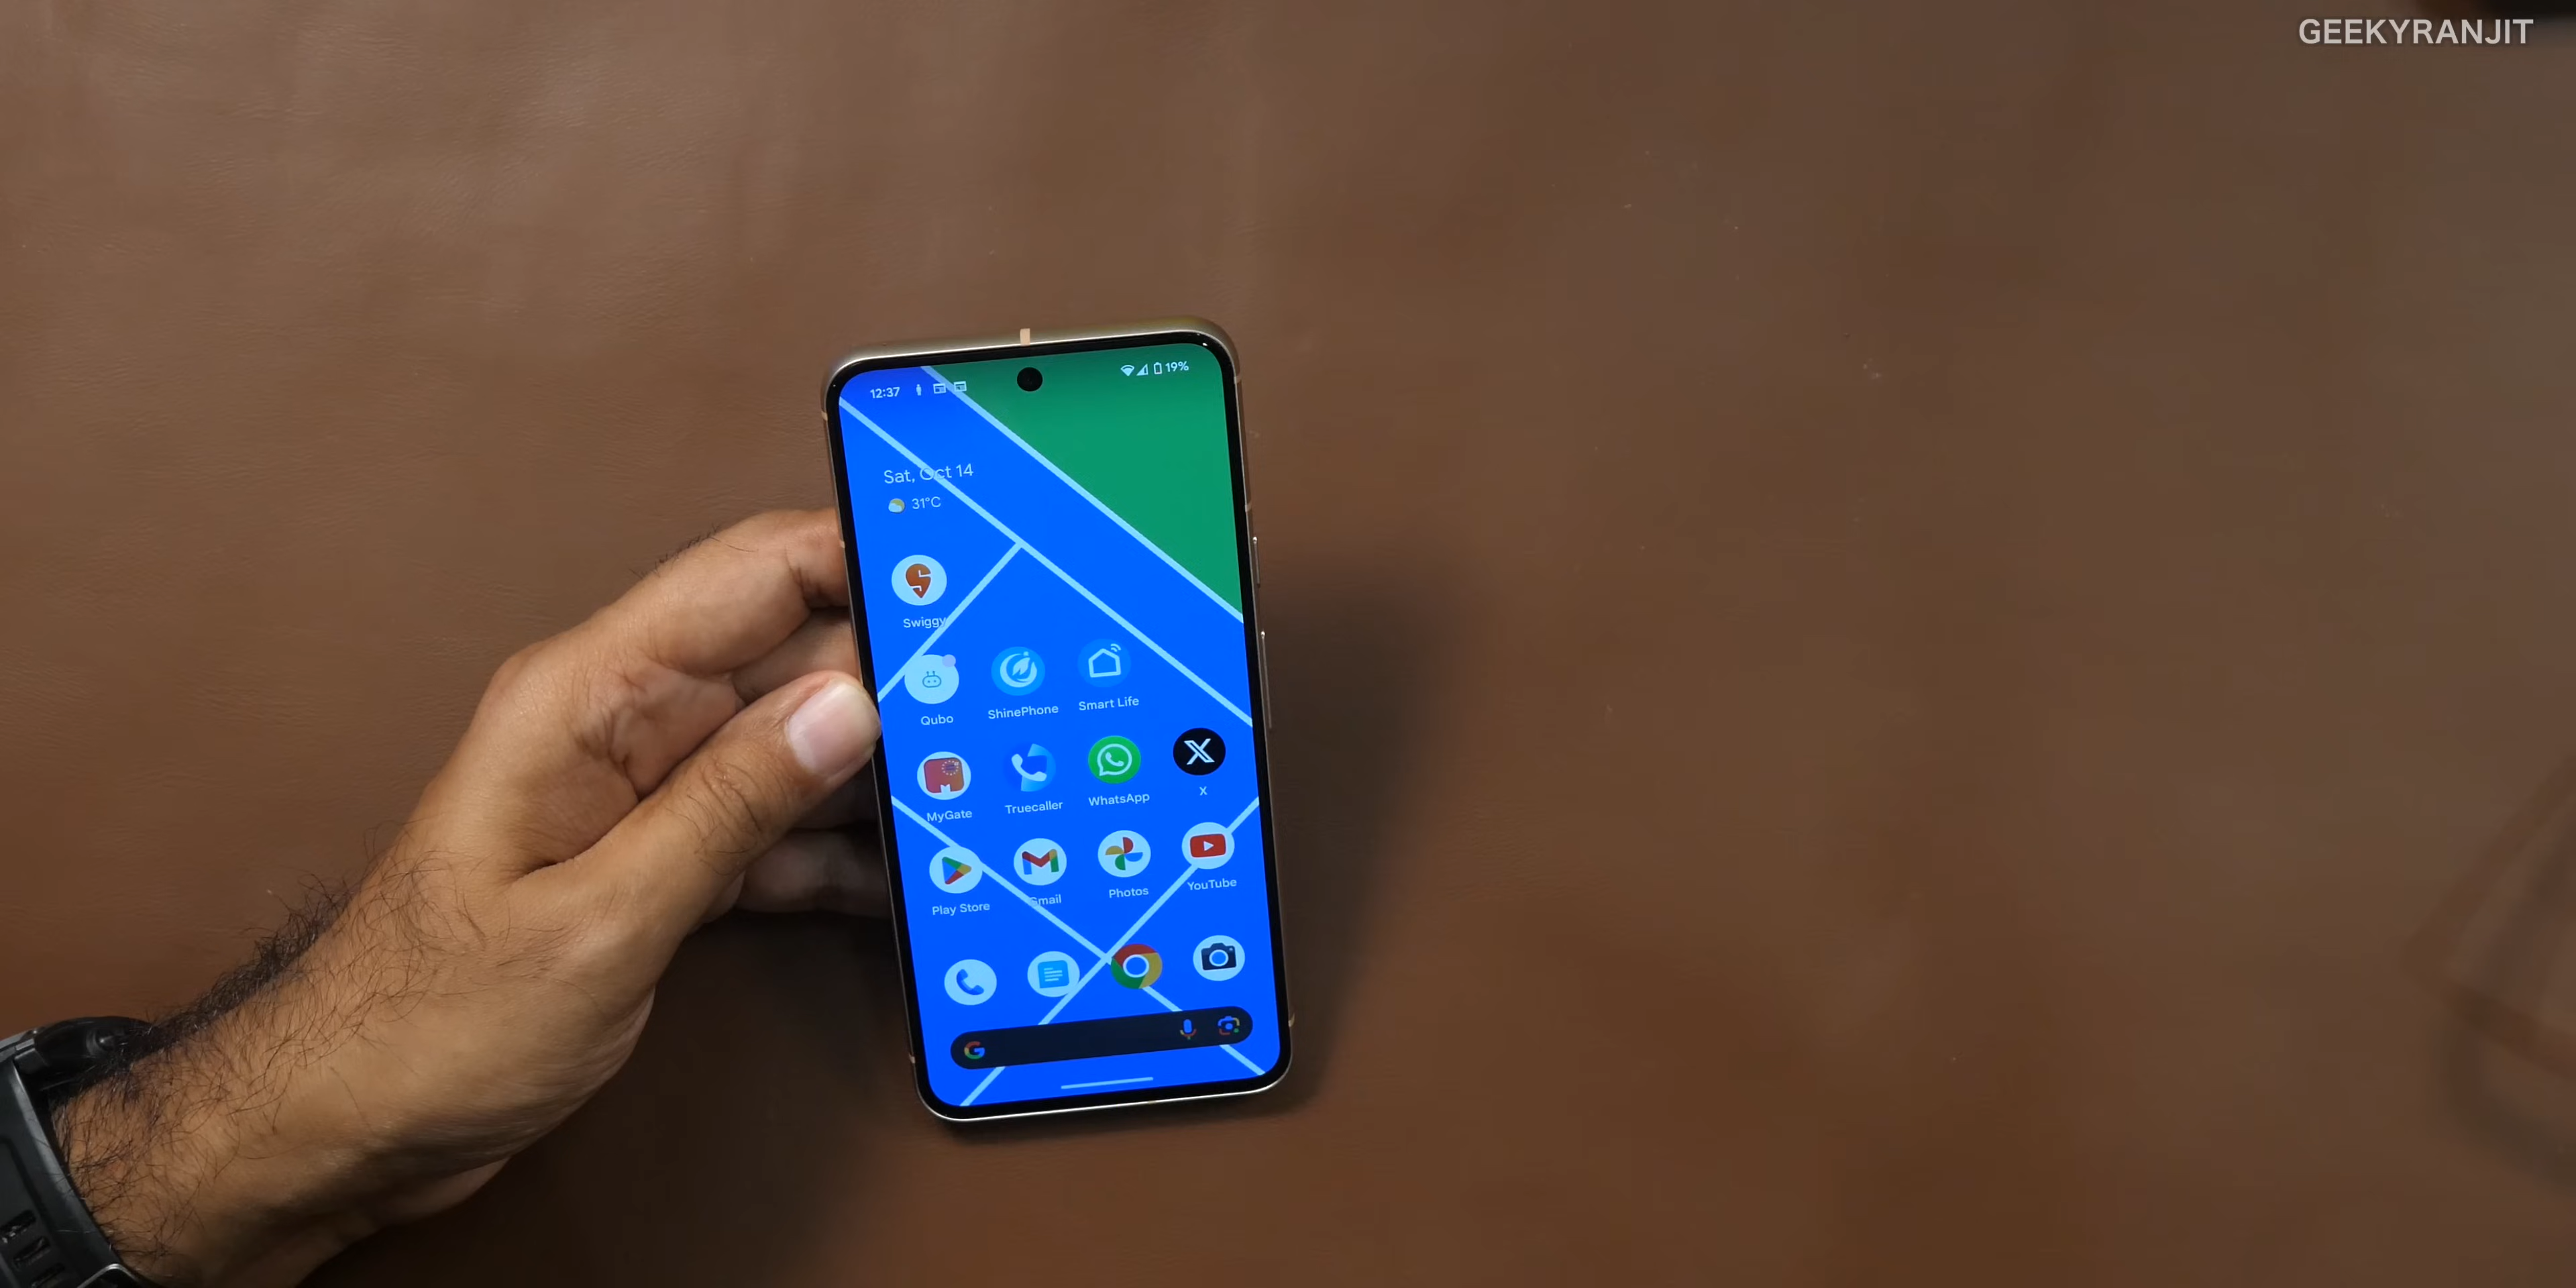 GEEKYRANJIT
12:37
19%
Sat, Oct 14
31°C
Swiggy
Qubo
ShinePhone
Smart Life
MyGate
Truecaller
WhatsApp
X
Play Store
Gmail
Photos
YouTube